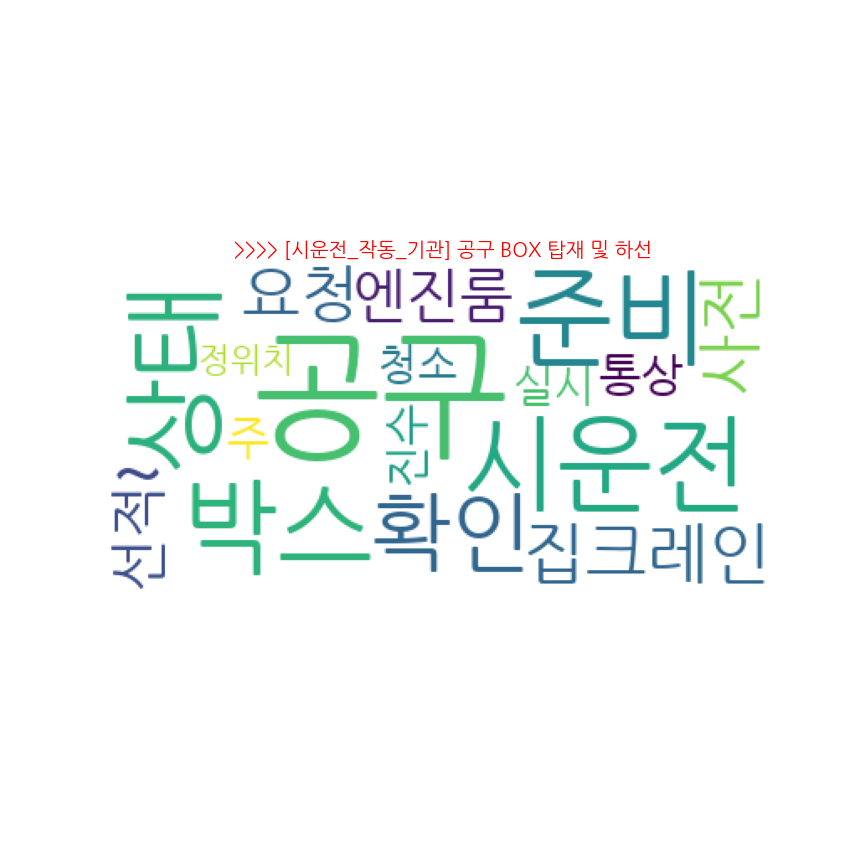 >>>> [시운전_작동_기관] 공구 BOX 탑재 및 하선
요청
엔진룸
준비
사전
상태
정위치
공구
청소
실시
통상
주
진수
시운전
선적~
박스
확인
집크레인